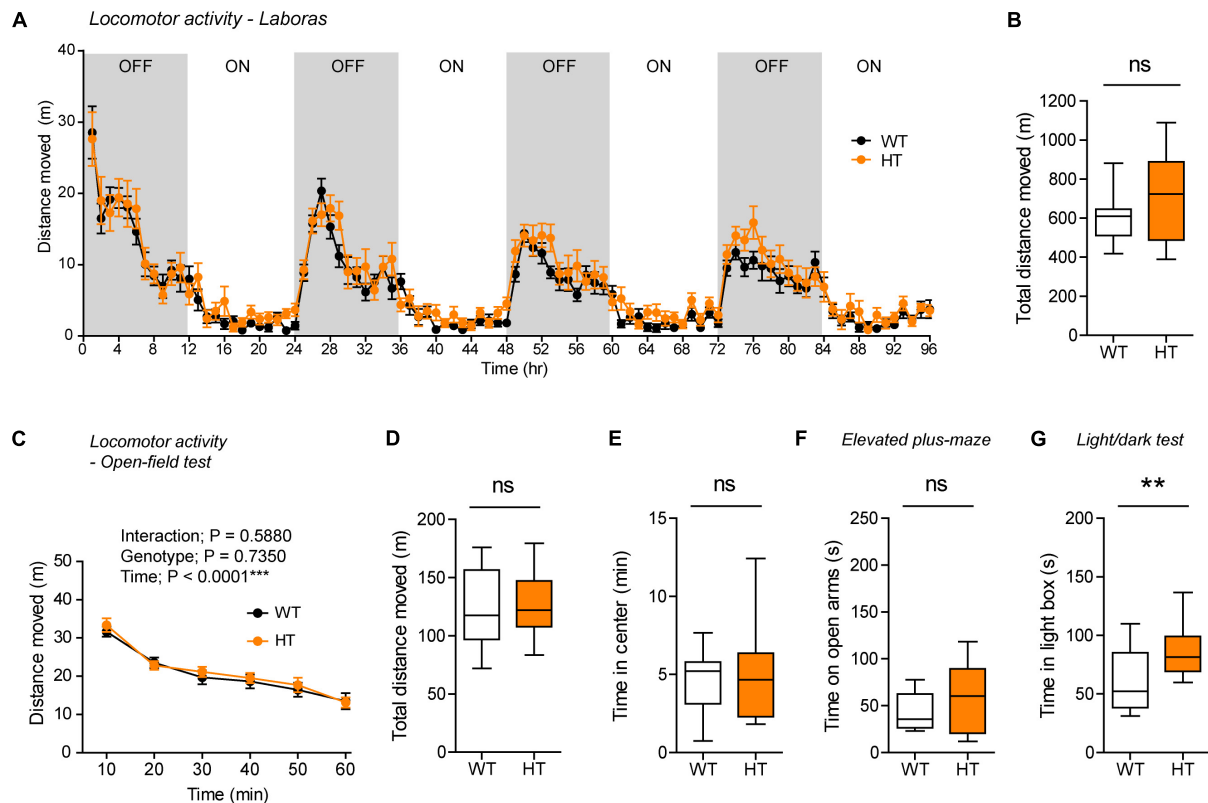 A
Locomotor activity - Laboras
40
30
20
10
0
Distance moved (m)
OFF ON OFF ON OFF ON OFF ON
WT
HT
0 4 8 12 16 20 24 28 32 36 40 44 48 52 56 60 64 68 72 76 80 84 88 92 96
Time (hr)
B
ns
1200
1000
800
600
400
200
0
Total distance moved (m)
WT HT
C
Locomotor activity
- Open-field test
Interaction; P = 0.5880
Genotype; P = 0.7350
Time; P < 0.0001***
WT
HT
50
40
30
20
10
0
Distance moved (m)
10 20 30 40 50 60
Time (min)
D
ns
200
150
100
50
0
Total distance moved (m)
WT HT
E
ns
15
10
5
0
Time in center (min)
WT HT
F
Elevated plus-maze
ns
250
200
150
100
50
0
Time on open arms (s)
WT HT
G
Light/dark test
**
200
150
100
50
0
Time in light box (s)
WT HT